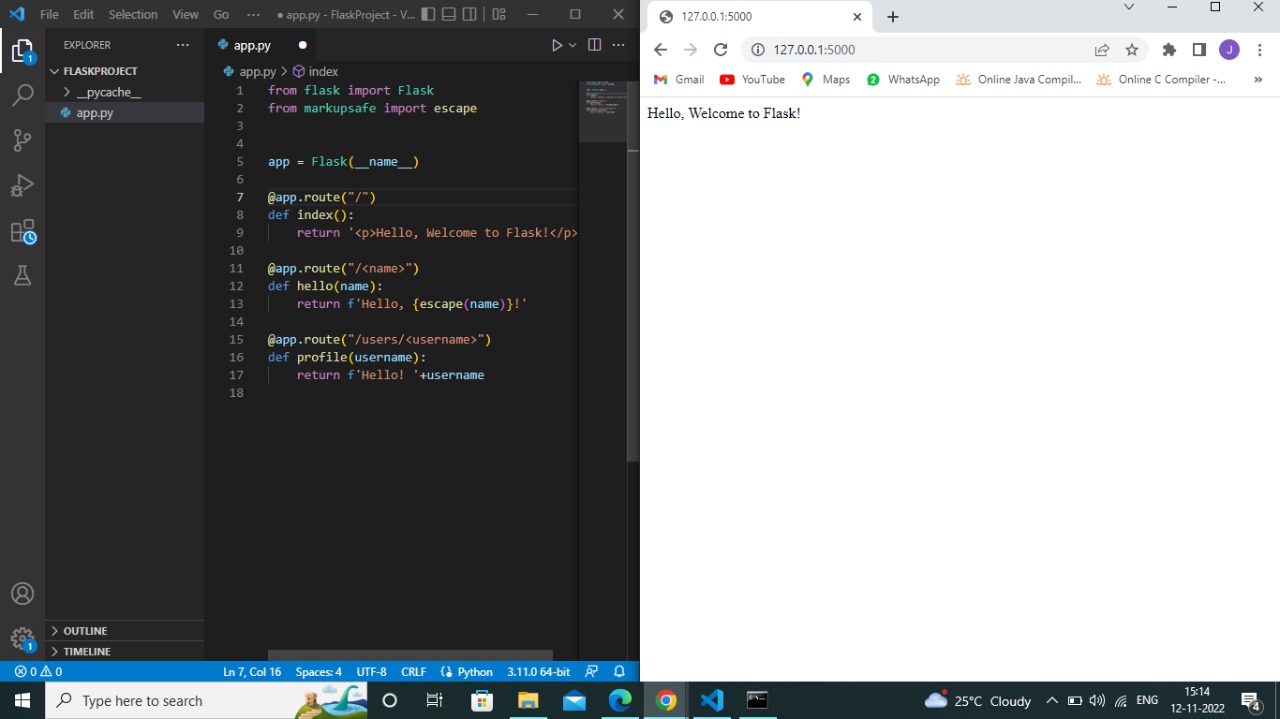 File Edit Selection View Go ··· ● app.py - FlaskProject - V...
EXPLORER ···
FLASKPROJECT
__pycache__
app.py
app.py ●
app.py > index
1 from flask import Flask
2 from markupsafe import escape
3
4
5 app = Flask(__name__)
6
7 @app.route("/")
8 def index():
9 return '<p>Hello, Welcome to Flask!</p>
10
11 @app.route("/<name>")
12 def hello(name):
13 return f'Hello, {escape(name)}!'
14
15 @app.route("/users/<username>")
16 def profile(username):
17 return f'Hello! '+username
18
OUTLINE
TIMELINE
1
1
0 0 Ln 7, Col 16 Spaces: 4 UTF-8 CRLF Python 3.11.0 64-bit
127.0.0.1:5000
127.0.0.1:5000 J
Gmail YouTube Maps 2 WhatsApp Online Java Compil... Online C Compiler -... »
Hello, Welcome to Flask!
Type here to search
25°C Cloudy ENG 15:14
12-11-2022 4